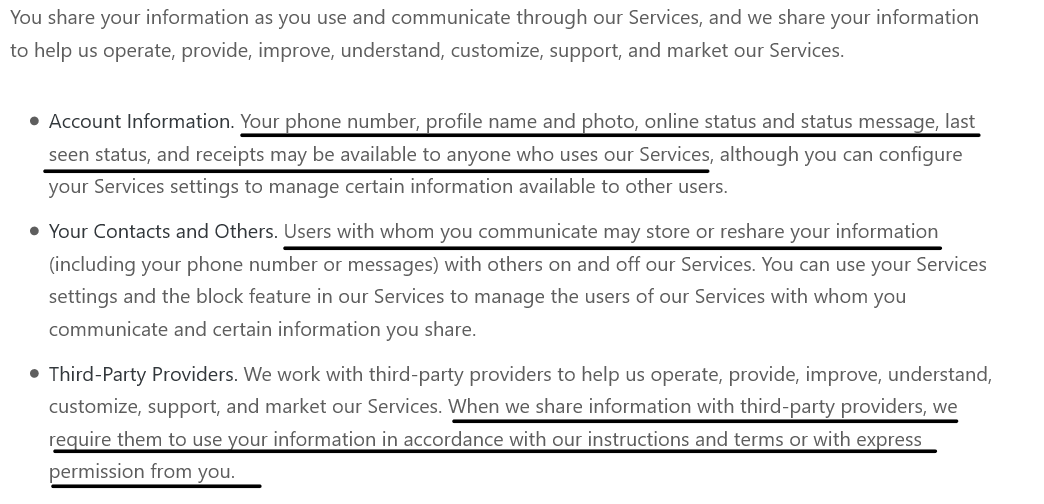 You share your information as you use and communicate through our Services, and we share your information
to help us operate, provide, improve, understand, customize, support, and market our Services.
● Account Information. Your phone number, profile name and photo, online status and status message, last
seen status, and receipts may be available to anyone who uses our Services, although you can configure
your Services settings to manage certain information available to other users.
● Your Contacts and Others. Users with whom you communicate may store or reshare your information
(including your phone number or messages) with others on and off our Services. You can use your Services
settings and the block feature in our Services to manage the users of our Services with whom you
communicate and certain information you share.
● Third-Party Providers. We work with third-party providers to help us operate, provide, improve, understand,
customize, support, and market our Services. When we share information with third-party providers, we
require them to use your information in accordance with our instructions and terms or with express
permission from you.